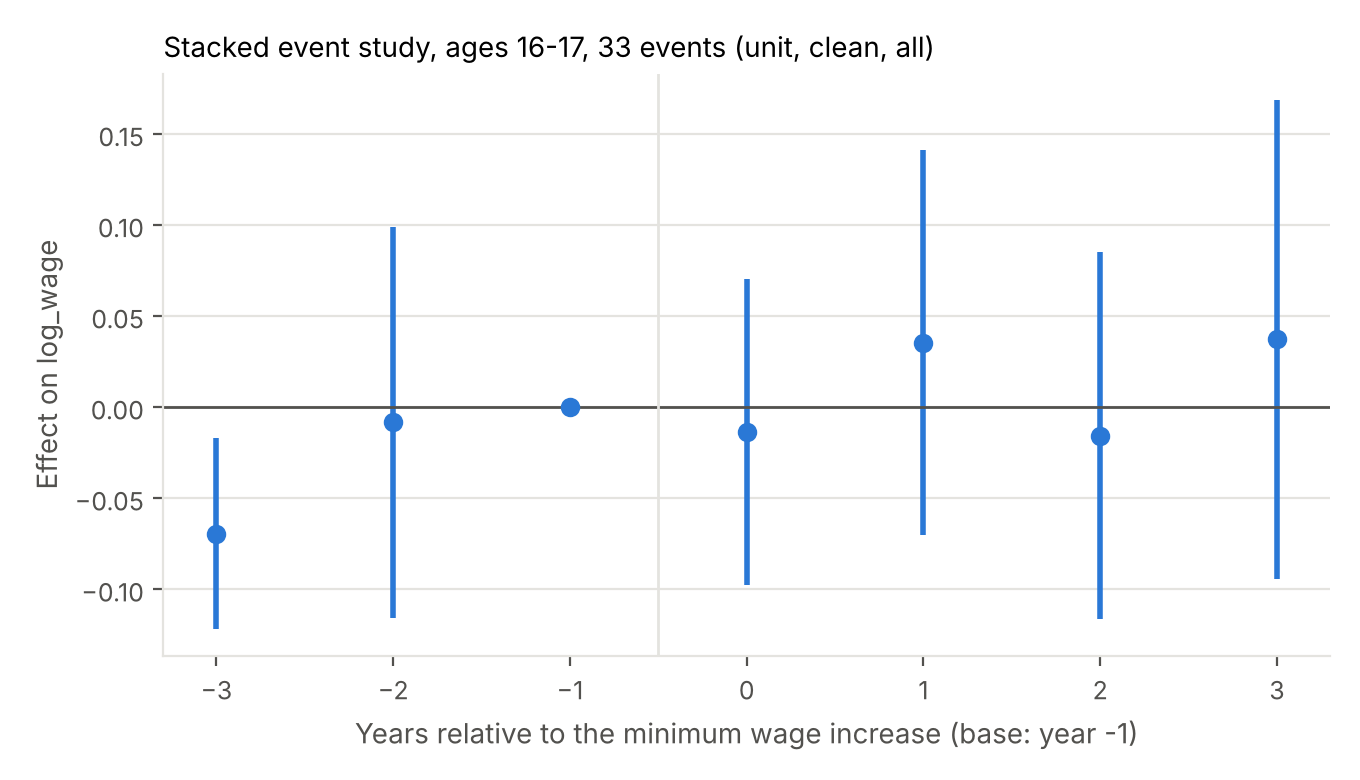 Stacked event study, ages 16-17, 33 events (unit, clean, all)
Effect on log_wage
0.15
0.10
0.05
0.00
−0.05
−0.10
−3 −2 −1 0 1 2 3
Years relative to the minimum wage increase (base: year -1)